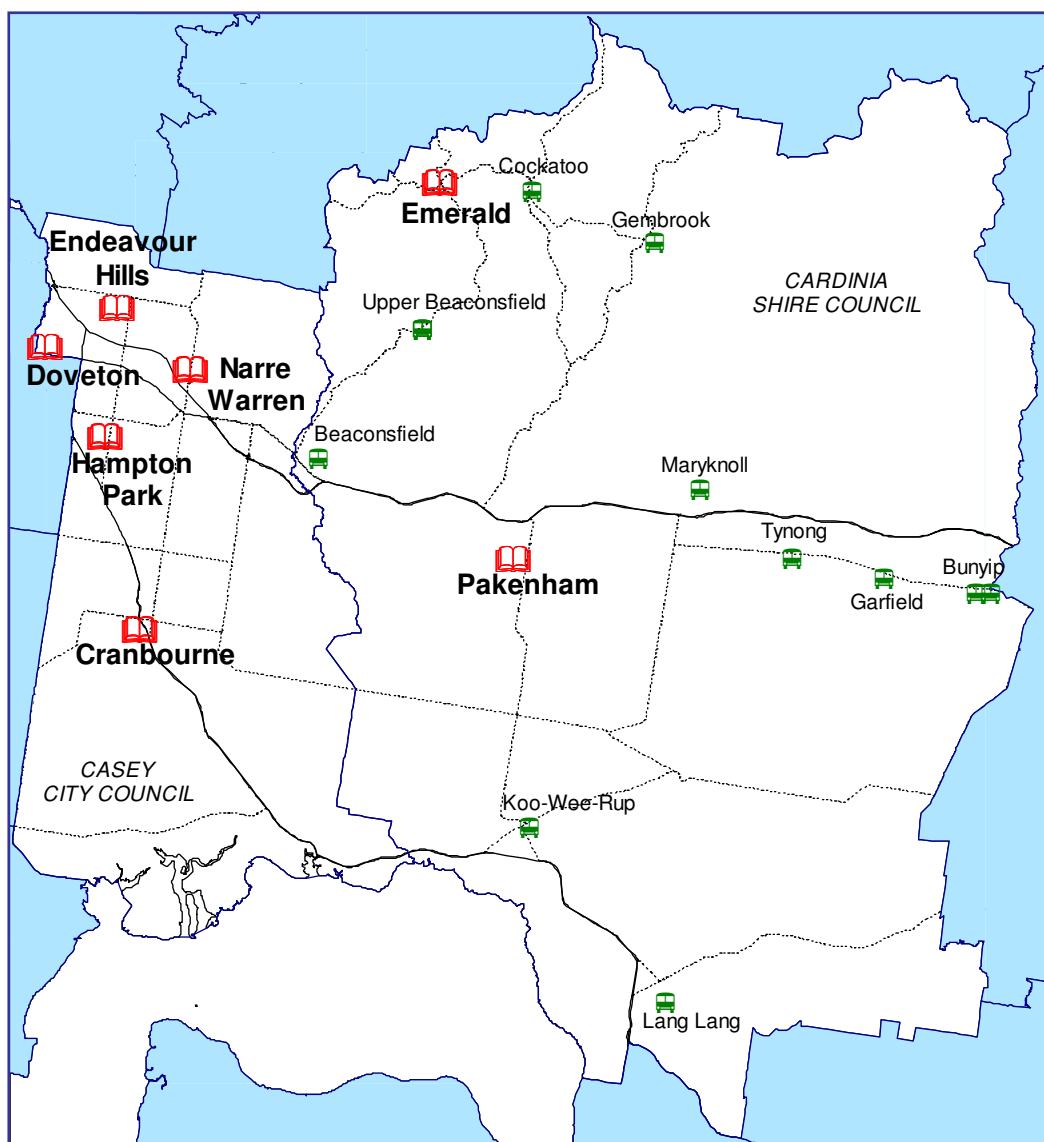 Cockatoo
Emerald
Gembrook
Endeavour
Hills
CARDINIA
SHIRE COUNCIL
Upper Beaconsfield
Doveton
Narre
Warren
Beaconsfield
Hampton
Park
Maryknoll
Tynong
Bunyip
Pakenham
Garfield
Cranbourne
CASEY
CITY COUNCIL
Koo-Wee-Rup
Lang Lang